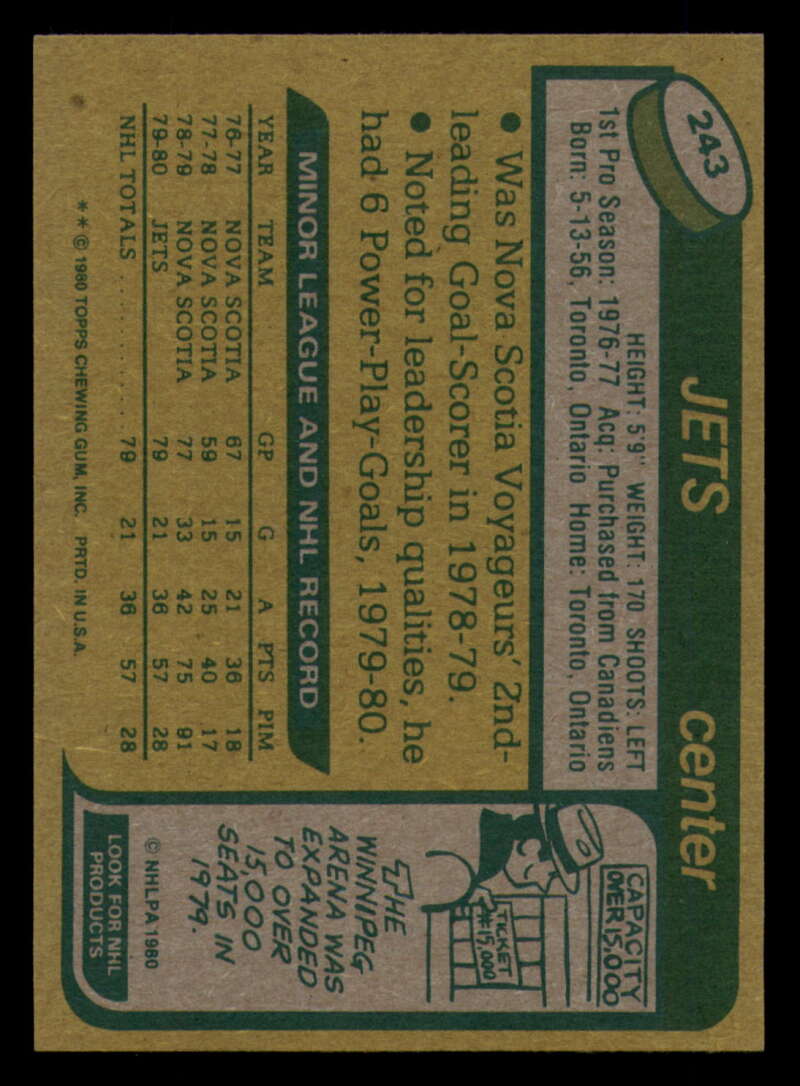 243
JETS center
HEIGHT: 5'9" WEIGHT: 170 SHOOTS: LEFT
1st Pro Season: 1976-77 Acq: Purchased from Canadiens
Born: 5-13-56, Toronto, Ontario Home: Toronto, Ontario
• Was Nova Scotia Voyageurs' 2nd-
leading Goal-Scorer in 1978-79.
• Noted for leadership qualities, he
had 6 Power-Play-Goals, 1979-80.
MINOR LEAGUE AND NHL RECORD
YEAR TEAM GP G A PTS PIM
76-77 NOVA SCOTIA 67 15 21 36 18
77-78 NOVA SCOTIA 59 15 25 40 17
78-79 NOVA SCOTIA 77 33 42 75 91
79-80 JETS 79 21 36 57 28
NHL TOTALS .......... 79 21 36 57 28
** © 1980 TOPPS CHEWING GUM, INC. PRTD. IN U.S.A.
CAPACITY
OVER 15,000
TICKET
15,000
THE
WINNIPEG
ARENA WAS
EXPANDED
TO OVER
15,000
SEATS IN
1979.
© NHLPA 1980
LOOK FOR NHL
PRODUCTS